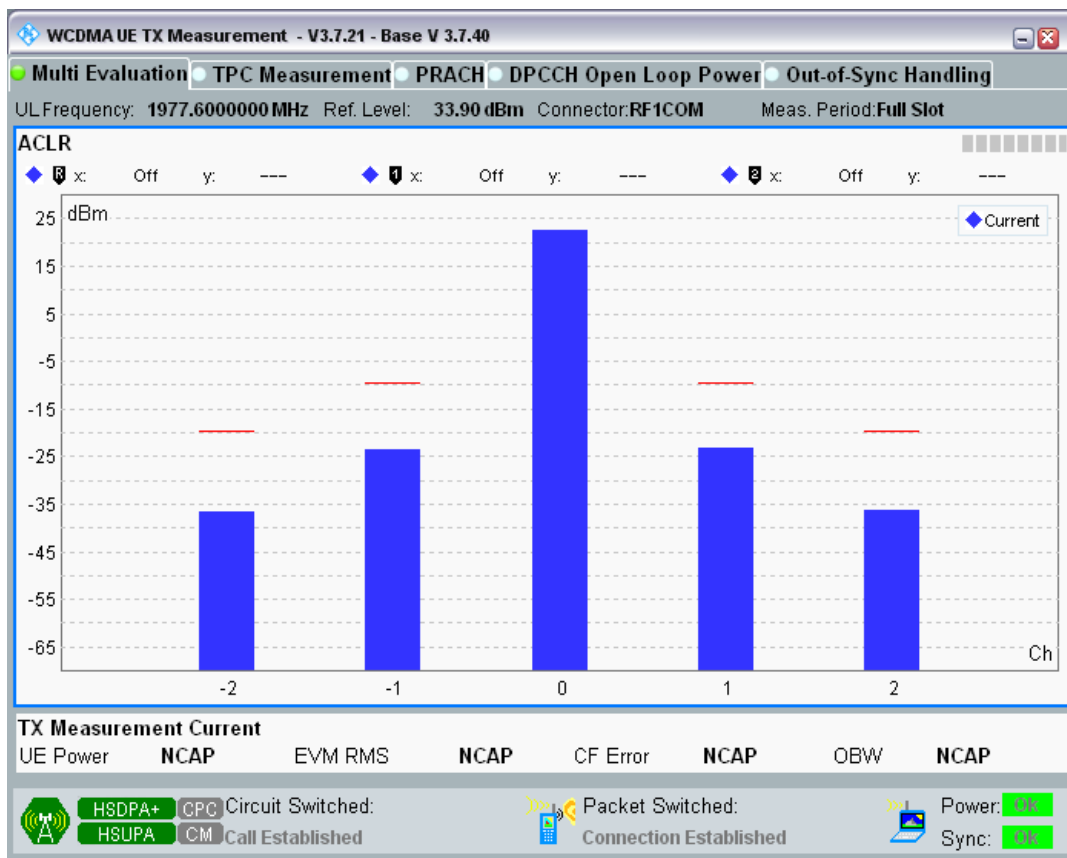 WCDMA UE TX Measurement - V3.7.21 - Base V 3.7.40
Multi Evaluation TPC Measurement PRACH DPCCH Open Loop Power Out-of-Sync Handling
UL Frequency: 1977.6000000 MHz Ref. Level: 33.90 dBm Connector:RF1COM Meas. Period:Full Slot
ACLR
R x: Off y: --- 1 x: Off y: --- 2 x: Off y: ---
dBm
Current
25
15
5
-5
-15
-25
-35
-45
-55
-65
Ch
-2 -1 0 1 2
TX Measurement Current
UE Power NCAP EVM RMS NCAP CF Error NCAP OBW NCAP
HSDPA+ CPC Circuit Switched: Packet Switched: Power: OK
HSUPA CM Call Established Connection Established Sync: OK